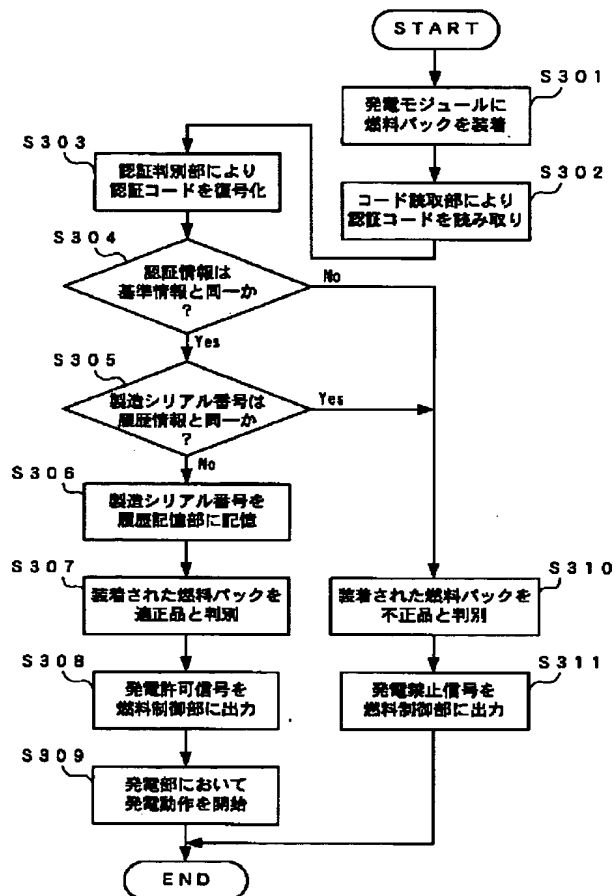 START
S301
発電モジュールに
燃料パックを装着
S302
コード読取部により
認証コードを読み取り
S303
認証判別部により
認証コードを復号化
S304
認証情報は
基準情報と同一か
?
No
Yes
S305
製造シリアル番号は
履歴情報と同一か
?
Yes
No
S306
製造シリアル番号を
履歴記憶部に記憶
S307
装着された燃料パックを
適正品と判別
S308
発電許可信号を
燃料制御部に出力
S309
発電部において
発電動作を開始
S310
装着された燃料パックを
不正品と判別
S311
発電禁止信号を
燃料制御部に出力
END